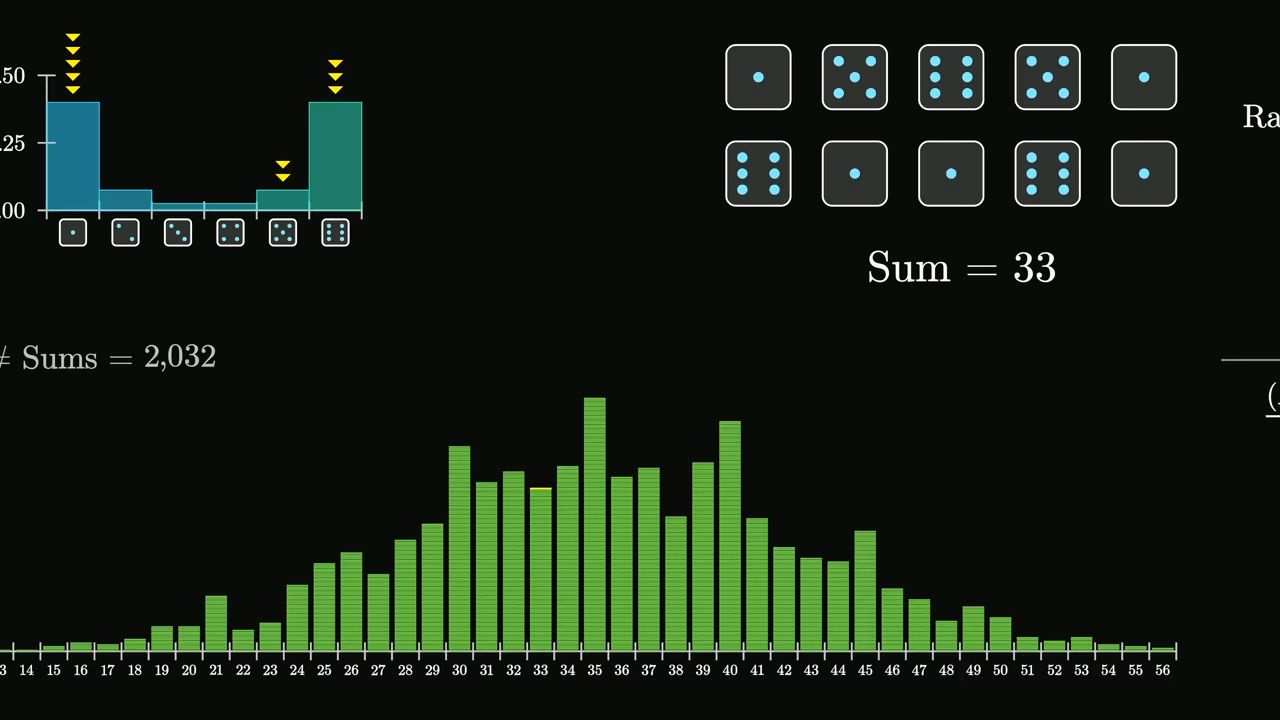 .50
.25
.00
Sum = 33
Ra
# Sums = 2,032
(
3 14 15 16 17 18 19 20 21 22 23 24 25 26 27 28 29 30 31 32 33 34 35 36 37 38 39 40 41 42 43 44 45 46 47 48 49 50 51 52 53 54 55 56